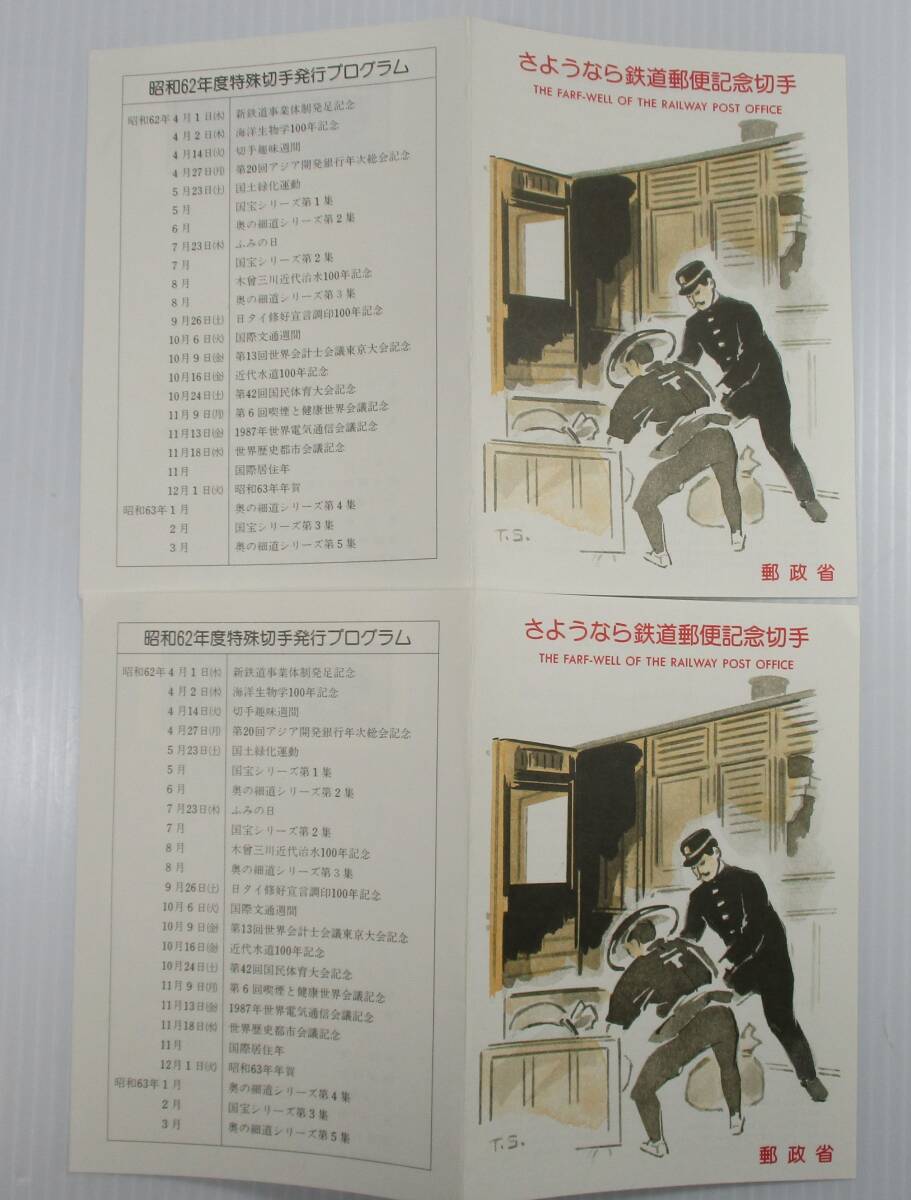 昭和62年度特殊切手発行プログラム
昭和62年4月1日㈬ 新鉄道事業体制発足記念
4月2日㈭ 海洋生物学100年記念
4月14日㈫ 切手趣味週間
4月27日㈪ 第20回アジア開発銀行年次総会記念
5月23日㈯ 国土緑化運動
5月 国宝シリーズ第1集
6月 奥の細道シリーズ第2集
7月23日㈭ ふみの日
7月 国宝シリーズ第2集
8月 木曾三川近代治水100年記念
8月 奥の細道シリーズ第3集
9月26日㈯ 日タイ修好宣言調印100年記念
10月6日㈫ 国際文通週間
10月9日㈮ 第13回世界会計士会議東京大会記念
10月16日㈮ 近代水道100年記念
10月24日㈯ 第42回国民体育大会記念
11月9日㈪ 第6回喫煙と健康世界会議記念
11月13日㈮ 1987年世界電気通信会議記念
11月18日㈬ 世界歴史都市会議記念
11月 国際居住年
12月1日㈫ 昭和63年年賀
昭和63年1月 奥の細道シリーズ第4集
2月 国宝シリーズ第3集
3月 奥の細道シリーズ第5集
さようなら鉄道郵便記念切手
THE FARF-WELL OF THE RAILWAY POST OFFICE
T
T.S.
郵政省
昭和62年度特殊切手発行プログラム
昭和62年4月1日㈬ 新鉄道事業体制発足記念
4月2日㈭ 海洋生物学100年記念
4月14日㈫ 切手趣味週間
4月27日㈪ 第20回アジア開発銀行年次総会記念
5月23日㈯ 国土緑化運動
5月 国宝シリーズ第1集
6月 奥の細道シリーズ第2集
7月23日㈭ ふみの日
7月 国宝シリーズ第2集
8月 木曾三川近代治水100年記念
8月 奥の細道シリーズ第3集
9月26日㈯ 日タイ修好宣言調印100年記念
10月6日㈫ 国際文通週間
10月9日㈮ 第13回世界会計士会議東京大会記念
10月16日㈮ 近代水道100年記念
10月24日㈯ 第42回国民体育大会記念
11月9日㈪ 第6回喫煙と健康世界会議記念
11月13日㈮ 1987年世界電気通信会議記念
11月18日㈬ 世界歴史都市会議記念
11月 国際居住年
12月1日㈫ 昭和63年年賀
昭和63年1月 奥の細道シリーズ第4集
2月 国宝シリーズ第3集
3月 奥の細道シリーズ第5集
さようなら鉄道郵便記念切手
THE FARF-WELL OF THE RAILWAY POST OFFICE
T
T.S.
郵政省